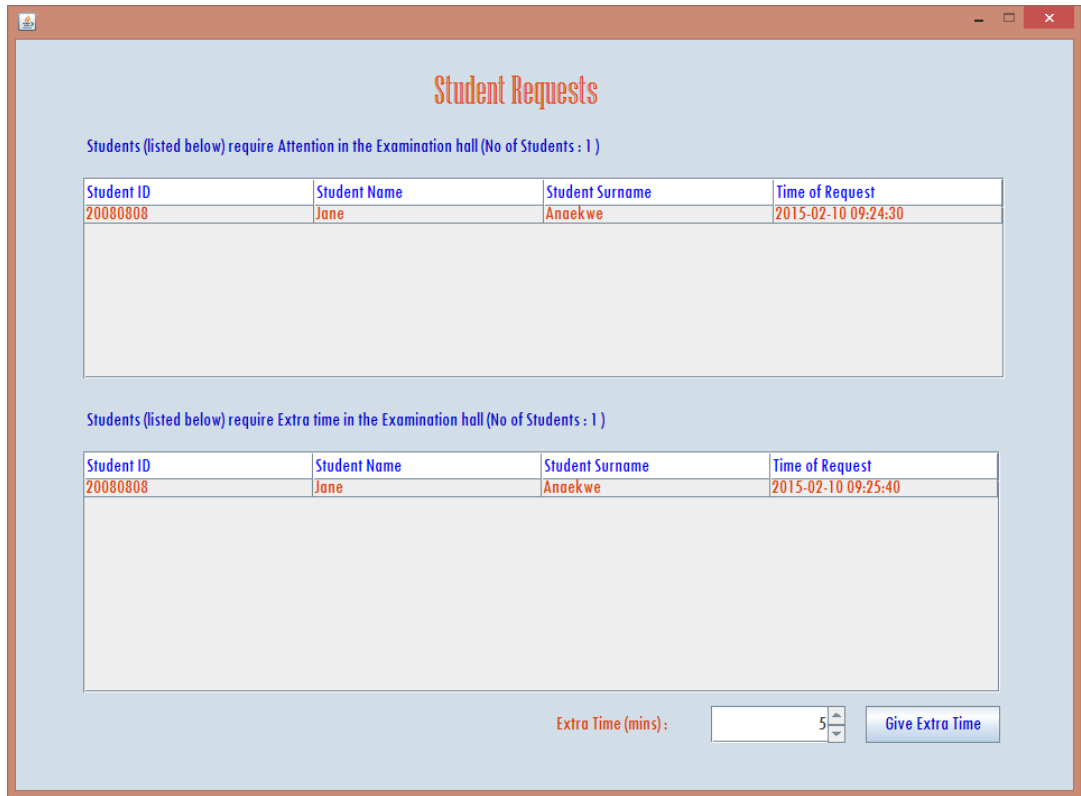 Student Requests
Students (listed below) require Attention in the Examination hall (No of Students : 1 )
Student ID Student Name Student Surname Time of Request
20080808 Jane Anaekwe 2015-02-10 09:24:30
Students (listed below) require Extra time in the Examination hall (No of Students : 1 )
Student ID Student Name Student Surname Time of Request
20080808 Jane Anaekwe 2015-02-10 09:25:40
Extra Time (mins) : 5 Give Extra Time